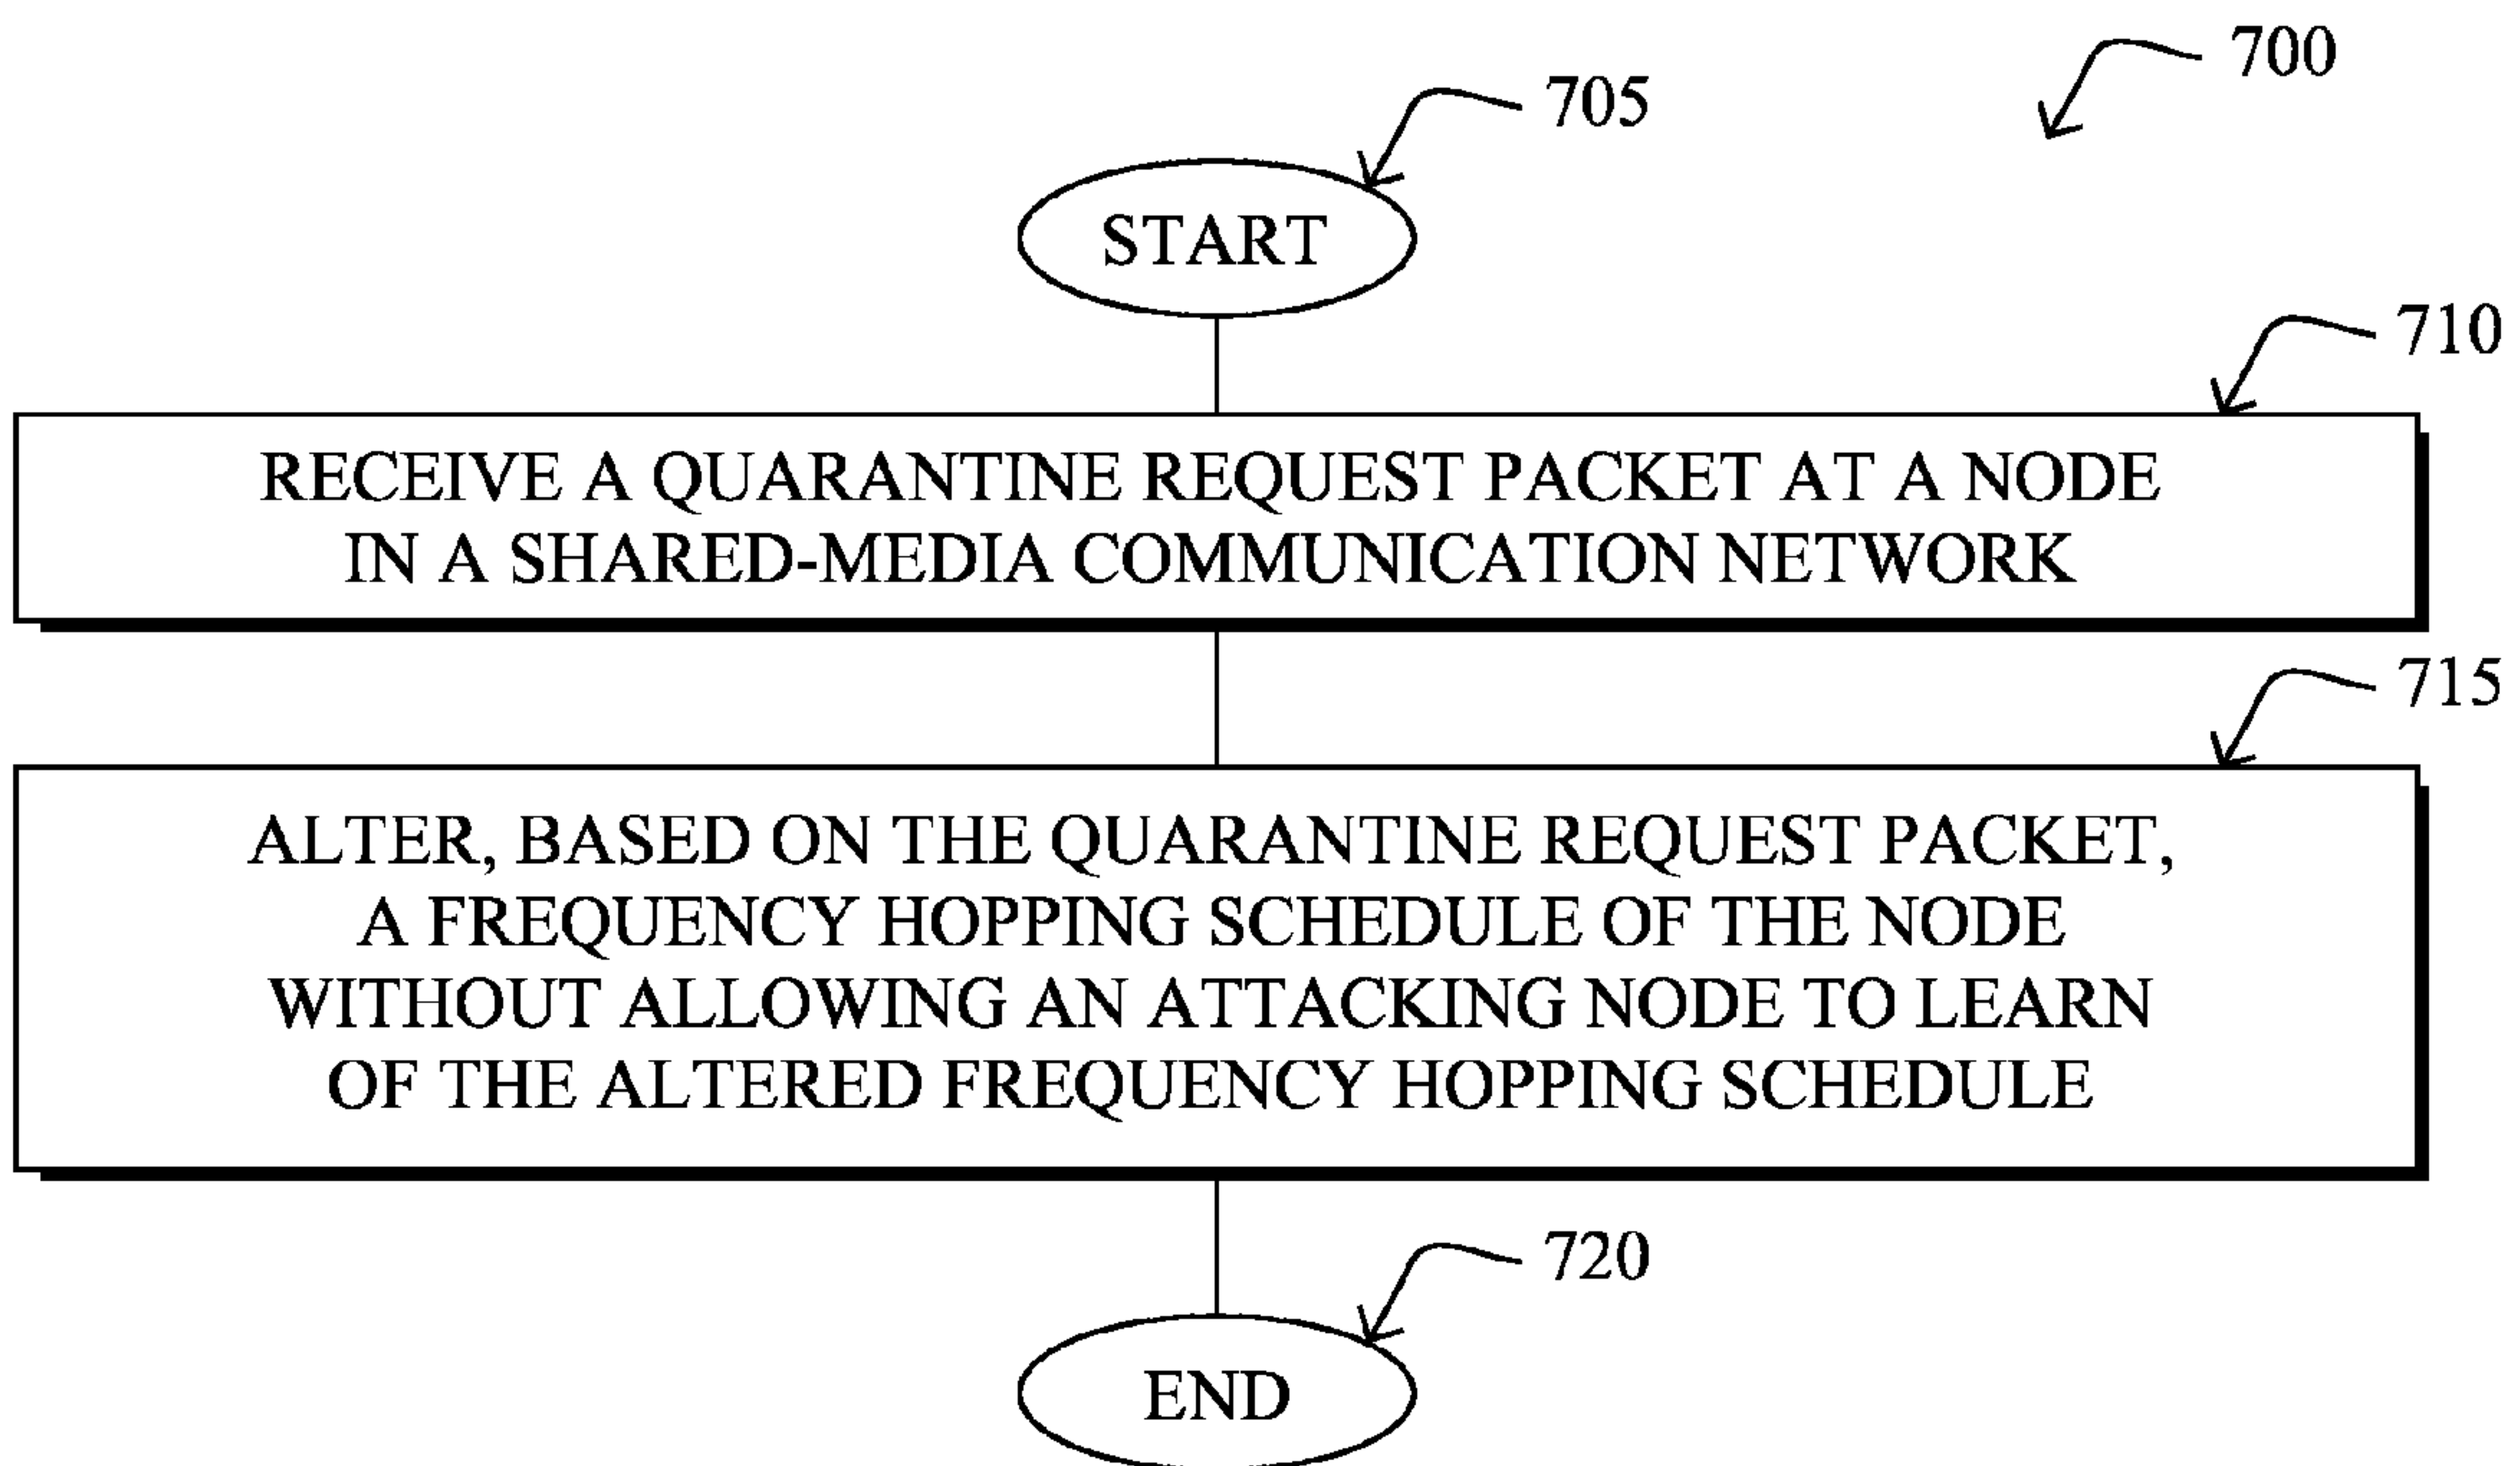 700
705
START
710
RECEIVE A QUARANTINE REQUEST PACKET AT A NODE
IN A SHARED-MEDIA COMMUNICATION NETWORK
715
ALTER, BASED ON THE QUARANTINE REQUEST PACKET,
A FREQUENCY HOPPING SCHEDULE OF THE NODE
WITHOUT ALLOWING AN ATTACKING NODE TO LEARN
OF THE ALTERED FREQUENCY HOPPING SCHEDULE
720
END